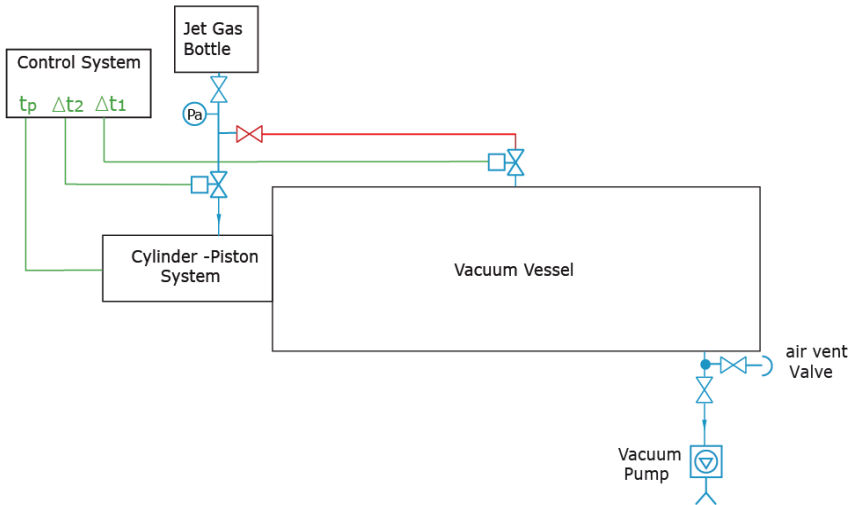 Jet Gas
Bottle
Control System
tp Δt2 Δt1
Pa
Cylinder -Piston
System
Vacuum Vessel
air vent
Valve
Vacuum
Pump